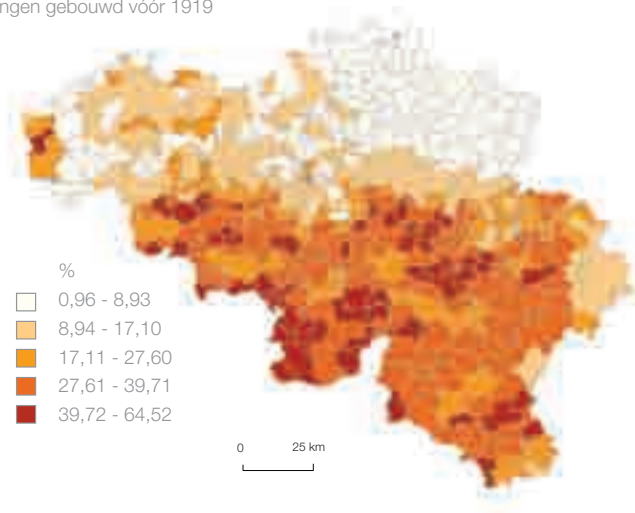 ngen gebouwd vóór 1919
%
0,96 - 8,93
8,94 - 17,10
17,11 - 27,60
27,61 - 39,71
39,72 - 64,52
0 25 km